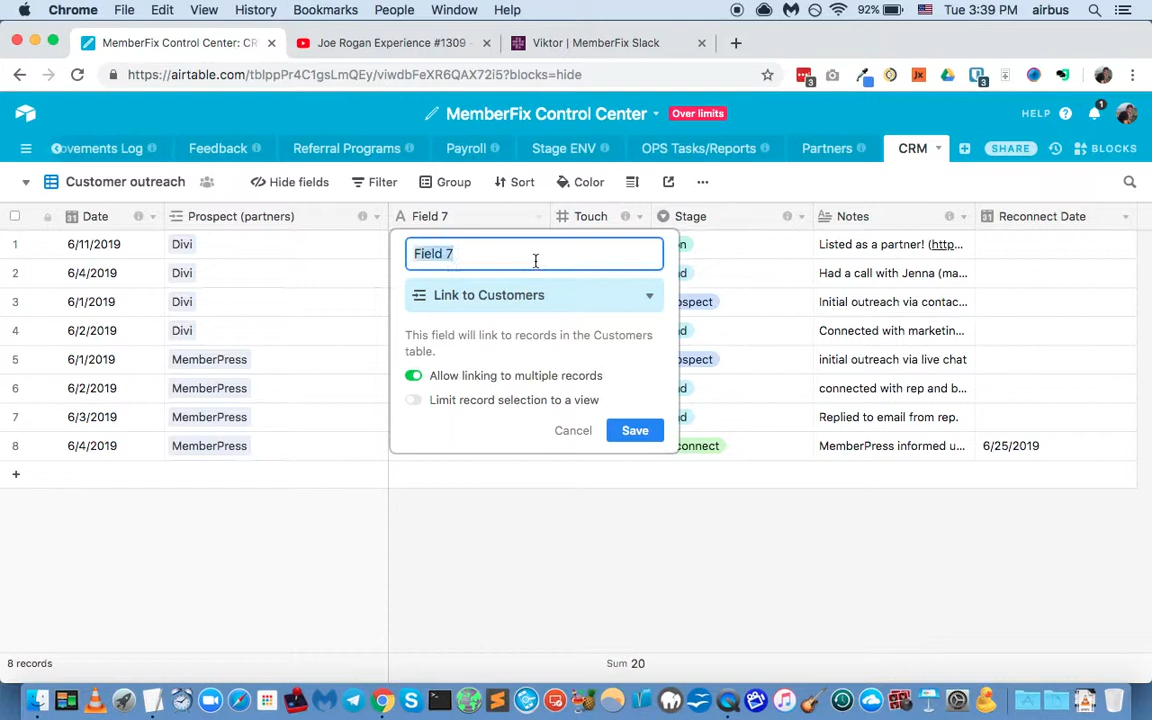 Chrome File Edit View History Bookmarks People Window Help 92% Tue 3:39 PM airbus
MemberFix Control Center: CR Joe Rogan Experience #1309 - Viktor | MemberFix Slack
https://airtable.com/tblppPr4C1gsLmQEy/viwdbFeXR6QAX72i5?blocks=hide
MemberFix Control Center Over limits HELP 1
ovements Log Feedback Referral Programs Payroll Stage ENV OPS Tasks/Reports Partners CRM SHARE BLOCKS
Customer outreach Hide fields Filter Group Sort Color
Date Prospect (partners) Field 7 Touch Stage Notes Reconnect Date
1 6/11/2019 Divi on Listed as a partner! (http...
Field 7
2 6/4/2019 Divi d Had a call with Jenna (ma...
3 6/1/2019 Divi Link to Customers ospect Initial outreach via contac...
4 6/2/2019 Divi d Connected with marketin...
This field will link to records in the Customers
table.
5 6/1/2019 MemberPress ospect initial outreach via live chat
Allow linking to multiple records
6 6/2/2019 MemberPress d connected with rep and b...
Limit record selection to a view
7 6/3/2019 MemberPress d Replied to email from rep.
Cancel Save
8 6/4/2019 MemberPress connect MemberPress informed u... 6/25/2019
8 records Sum 20